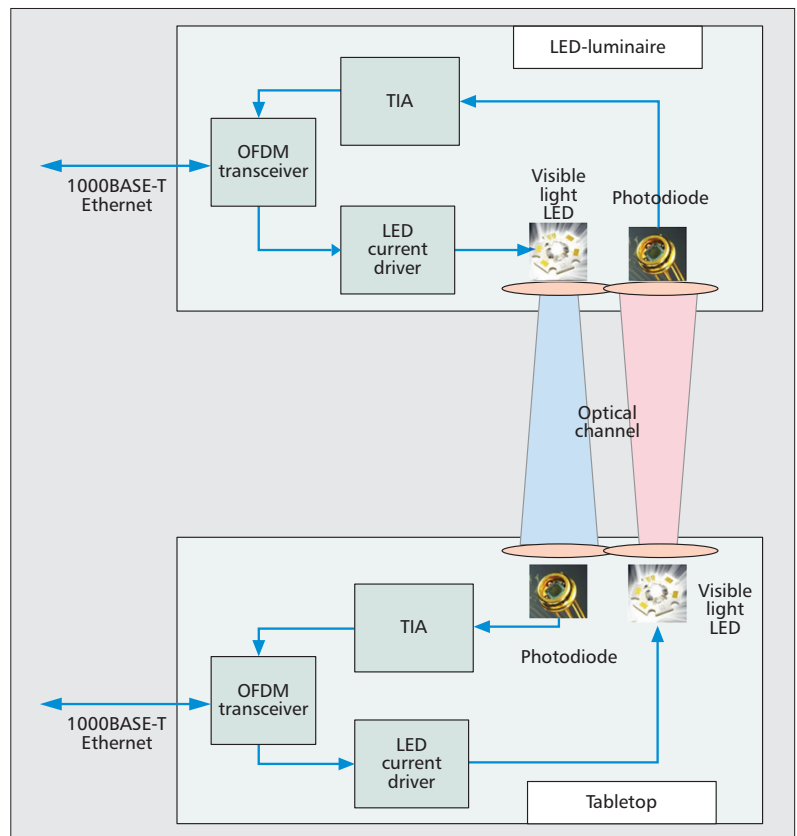 LED-luminaire
TIA
OFDM
transceiver
1000BASE-T
Ethernet
Visible
light
LED
Photodiode
LED
current
driver
Optical
channel
TIA
Photodiode
Visible
light
LED
OFDM
transceiver
1000BASE-T
Ethernet
LED
current
driver
Tabletop